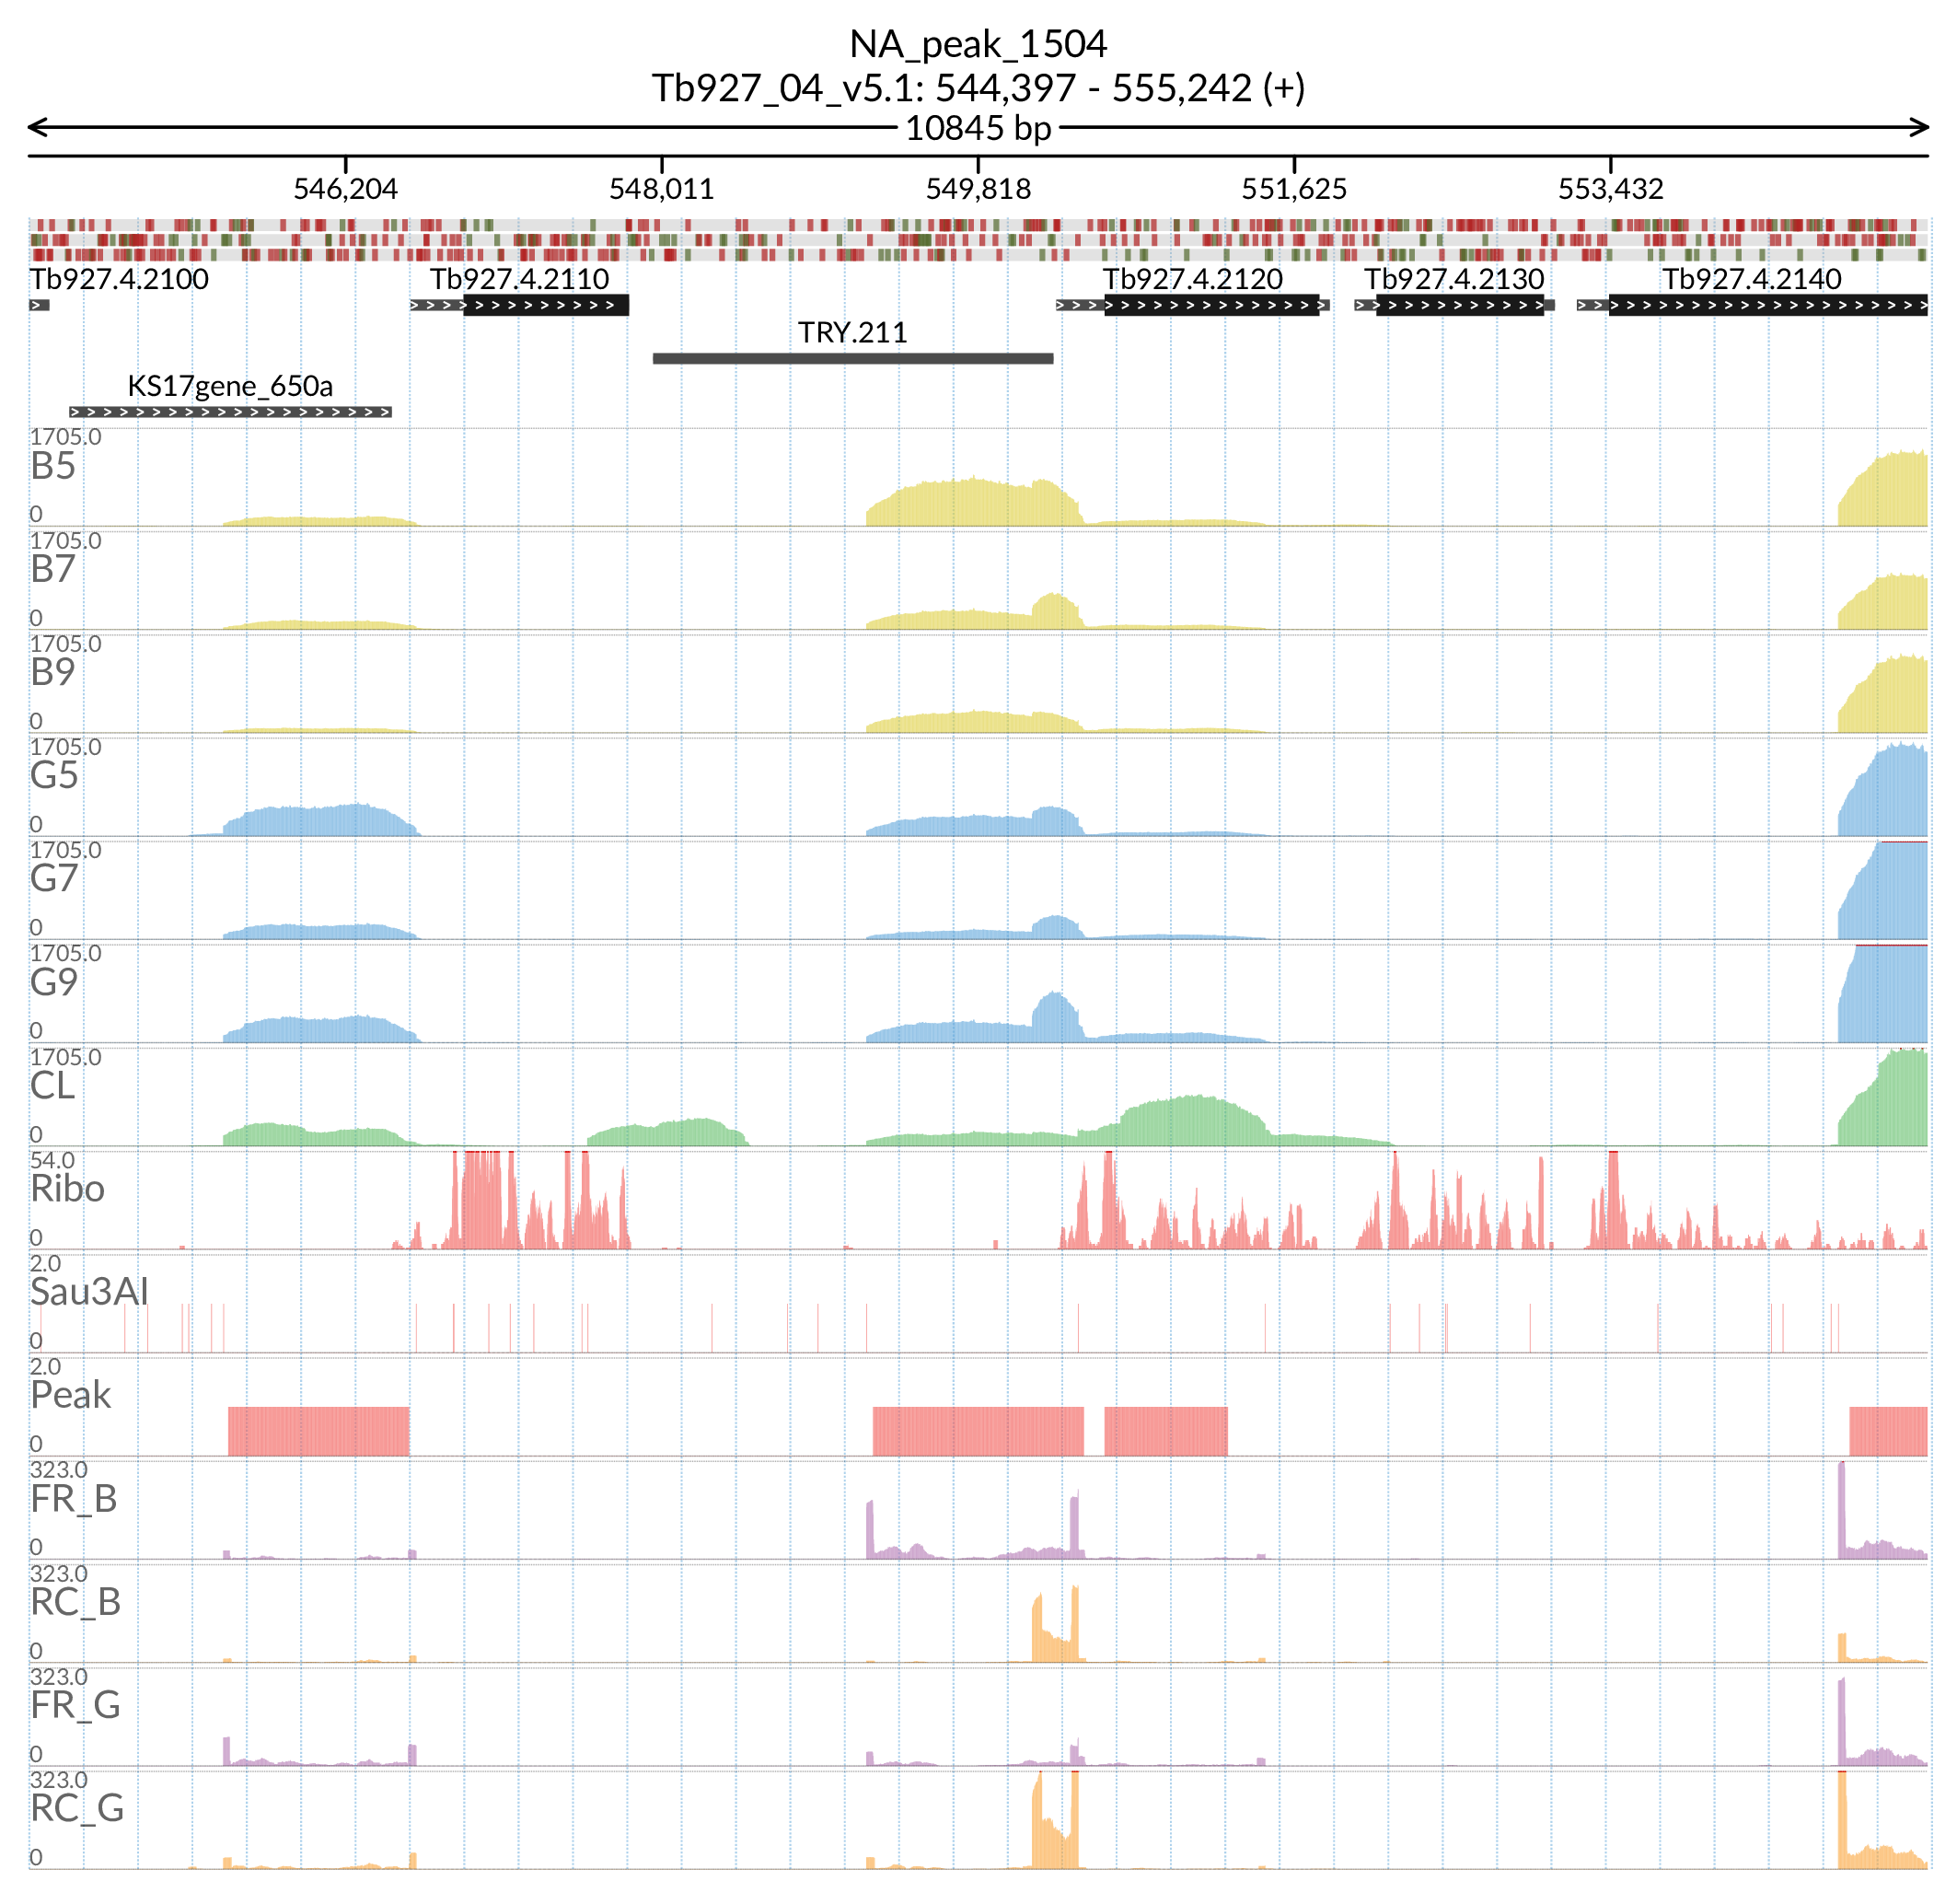 NA_peak_1504
Tb927_04_v5.1: 544,397 - 555,242 (+)
10845 bp
546,204 548,011 549,818 551,625 553,432
Tb927.4.2100 Tb927.4.2110 Tb927.4.2120 Tb927.4.2130 Tb927.4.2140
TRY.211
KS17gene_650a
1705.0
B5
0
1705.0
B7
0
1705.0
B9
0
1705.0
G5
0
1705.0
G7
0
1705.0
G9
0
1705.0
CL
0
54.0
Ribo
0
2.0
Sau3AI
0
2.0
Peak
0
323.0
FR_B
0
323.0
RC_B
0
323.0
FR_G
0
323.0
RC_G
0